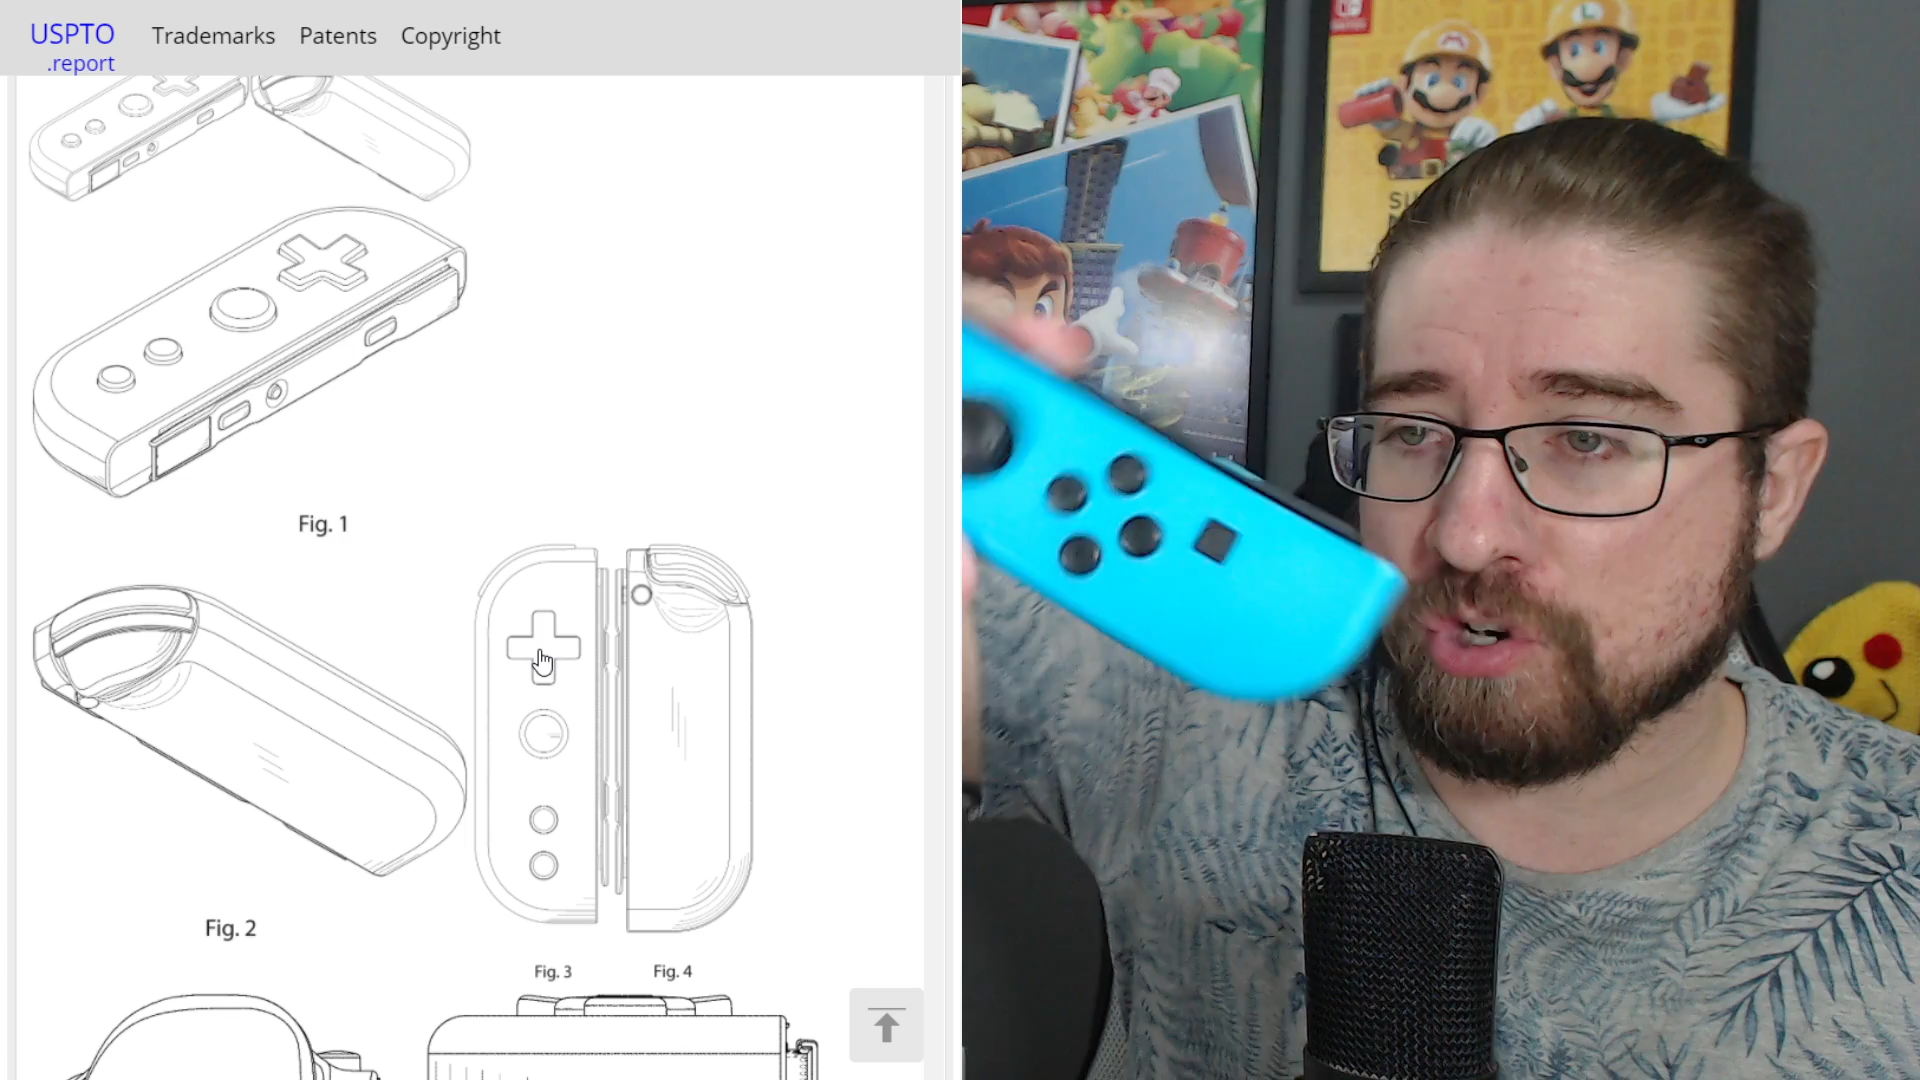 USPTO
.report
Trademarks
Patents
Copyright
Fig. 1
Fig. 2
Fig. 3
Fig. 4